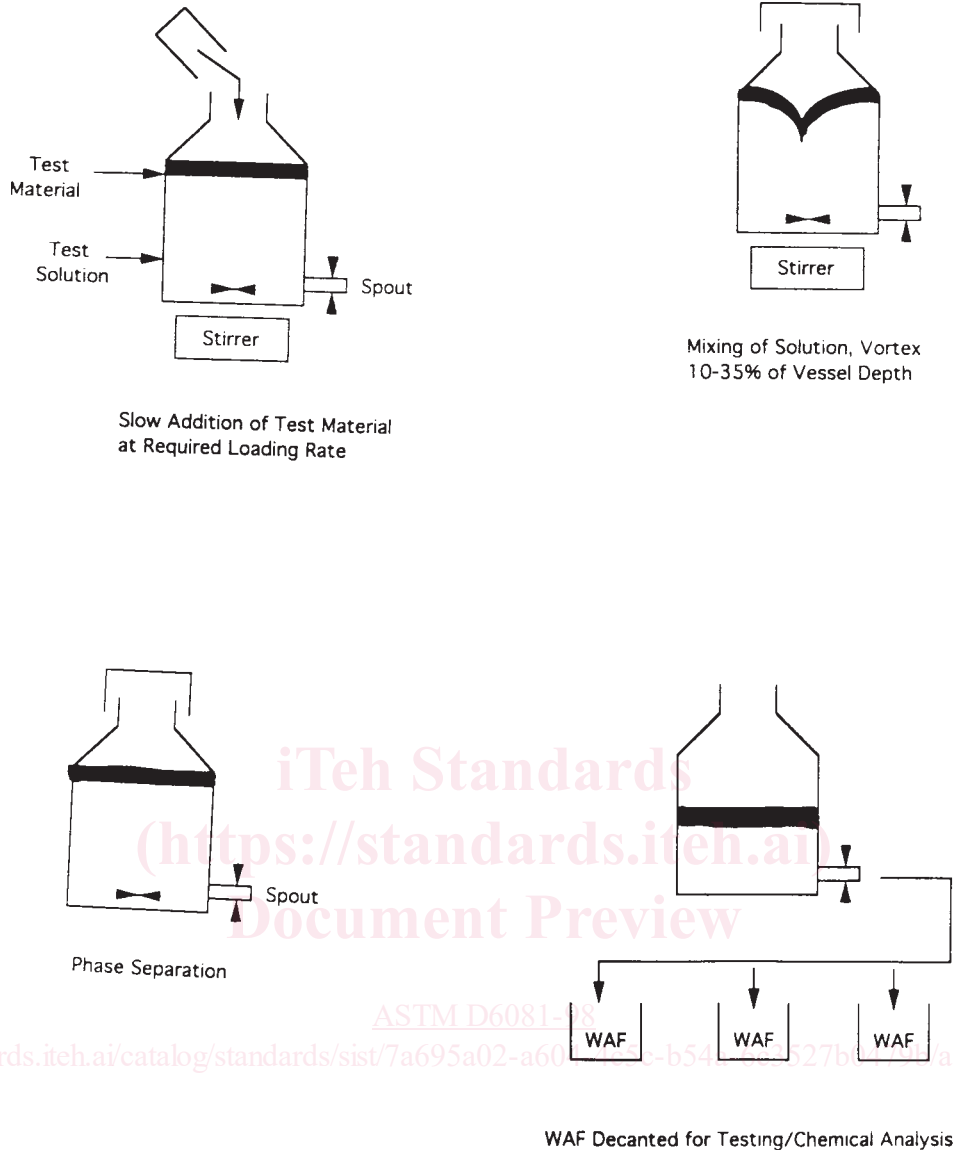 Test
Material
Test
Solution
Spout
Stirrer
Slow Addition of Test Material
at Required Loading Rate
Stirrer
Mixing of Solution, Vortex
10-35% of Vessel Depth
Spout
Phase Separation
iTeh Standards
(https://standards.iteh.ai)
Document Preview
ASTM D6081-98
WAF WAF WAF
WAF Decanted for Testing/Chemical Analysis